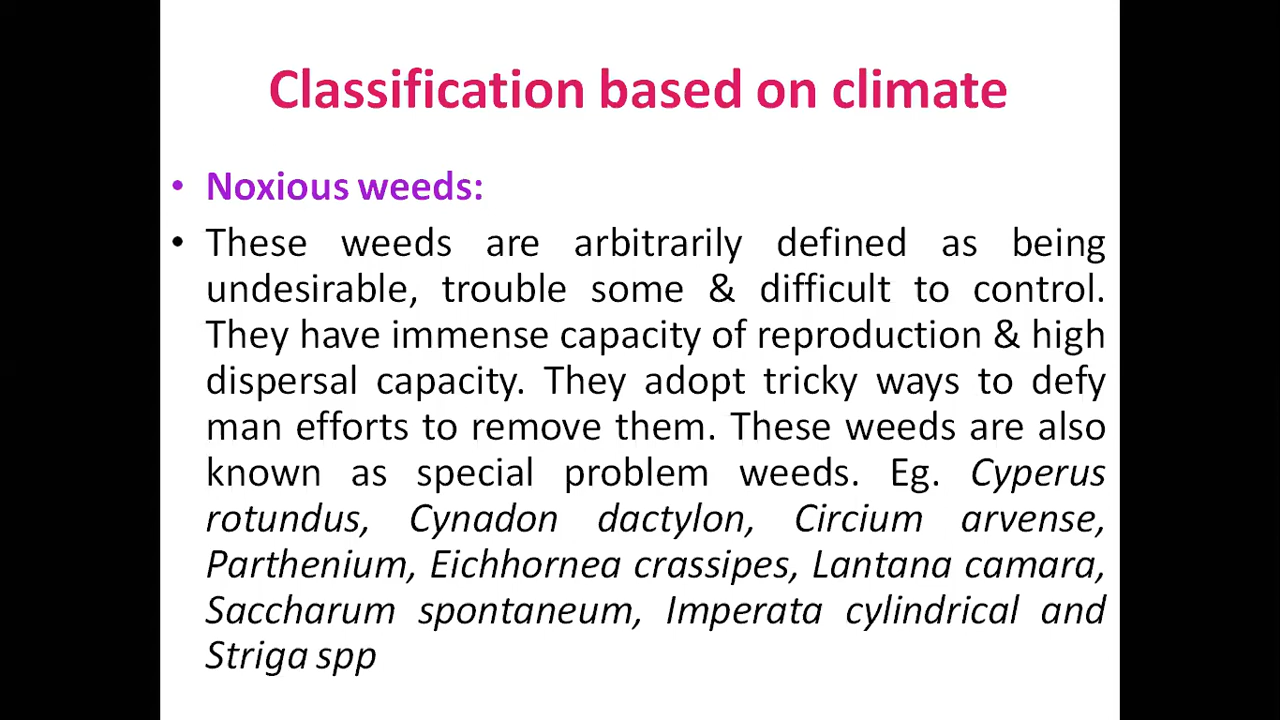 Classification based on climate
• Noxious weeds:
• These weeds are arbitrarily defined as being
undesirable, trouble some & difficult to control.
They have immense capacity of reproduction & high
dispersal capacity. They adopt tricky ways to defy
man efforts to remove them. These weeds are also
known as special problem weeds. Eg. Cyperus
rotundus, Cynadon dactylon, Circium arvense,
Parthenium, Eichhornea crassipes, Lantana camara,
Saccharum spontaneum, Imperata cylindrical and
Striga spp